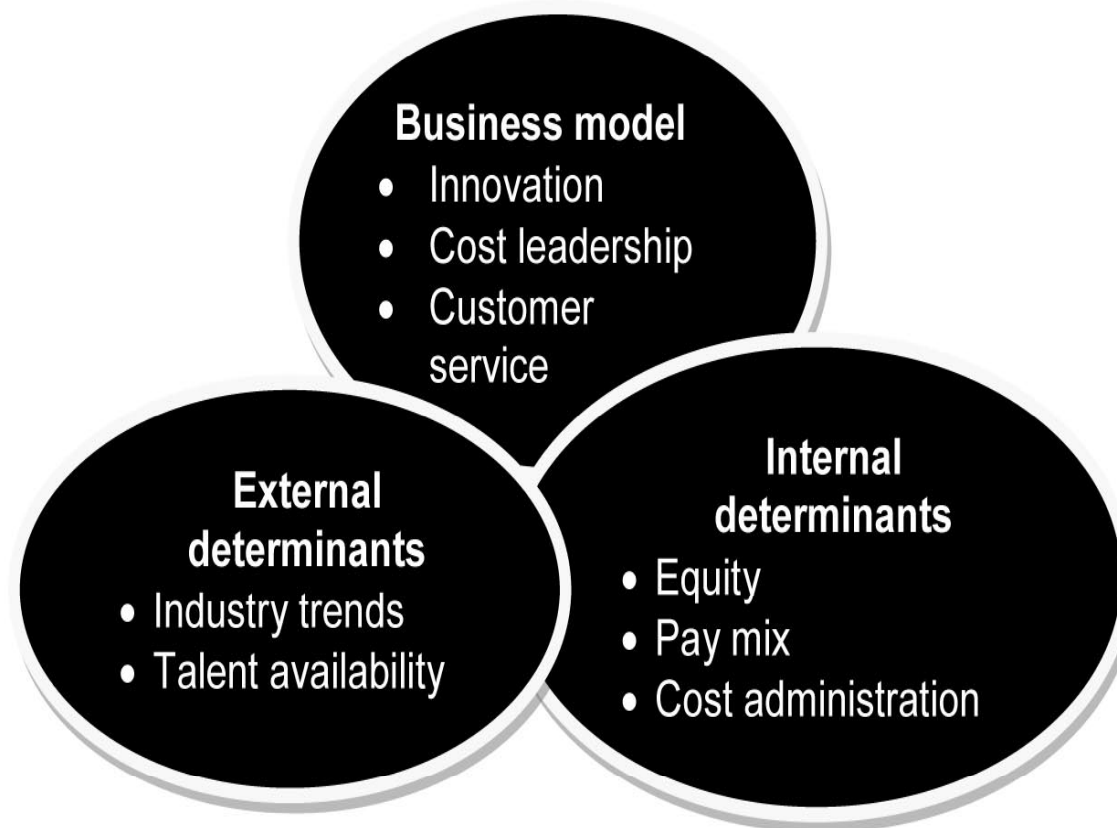 Business model
• Innovation
• Cost leadership
• Customer
service
External
determinants
• Industry trends
• Talent availability
Internal
determinants
• Equity
• Pay mix
• Cost administration